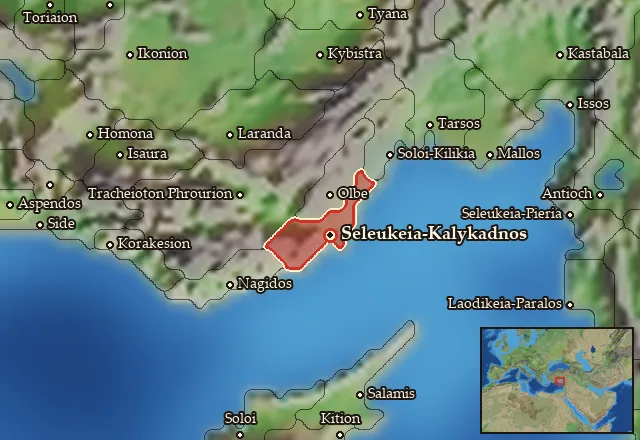 Toriaion
Tyana
Ikonion
Kybistra
Kastabala
Issos
Homona
Laranda
Tarsos
Isaura
Soloi-Kilikia
Mallos
Tracheioton Phrourion
Olbe
Antioch
Aspendos
Side
Seleukeia-Pieria
Korakesion
Seleukeia-Kalykadnos
Nagidos
Laodikeia-Paralos
Salamis
Soloi
Kition